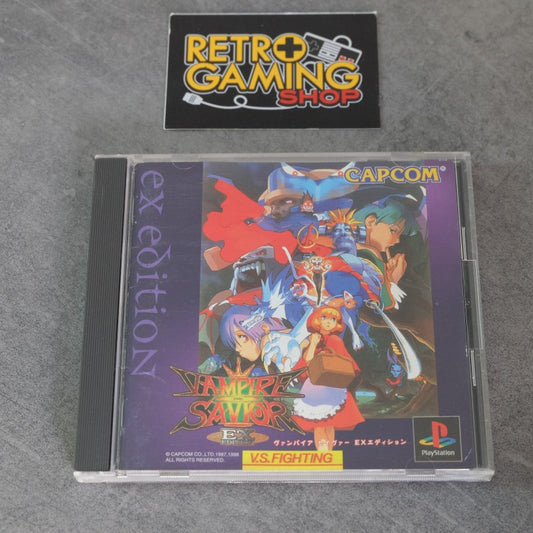 RETRO
GAMING
SHOP
CAPCOM®
ex edition
VAMPIRE
SAVIOR
EX
EDITION
ヴァンパイア セイヴァー EXエディション
© CAPCOM CO.,LTD.1997,1998
ALL RIGHTS RESERVED.
V.S. FIGHTING
PlayStation